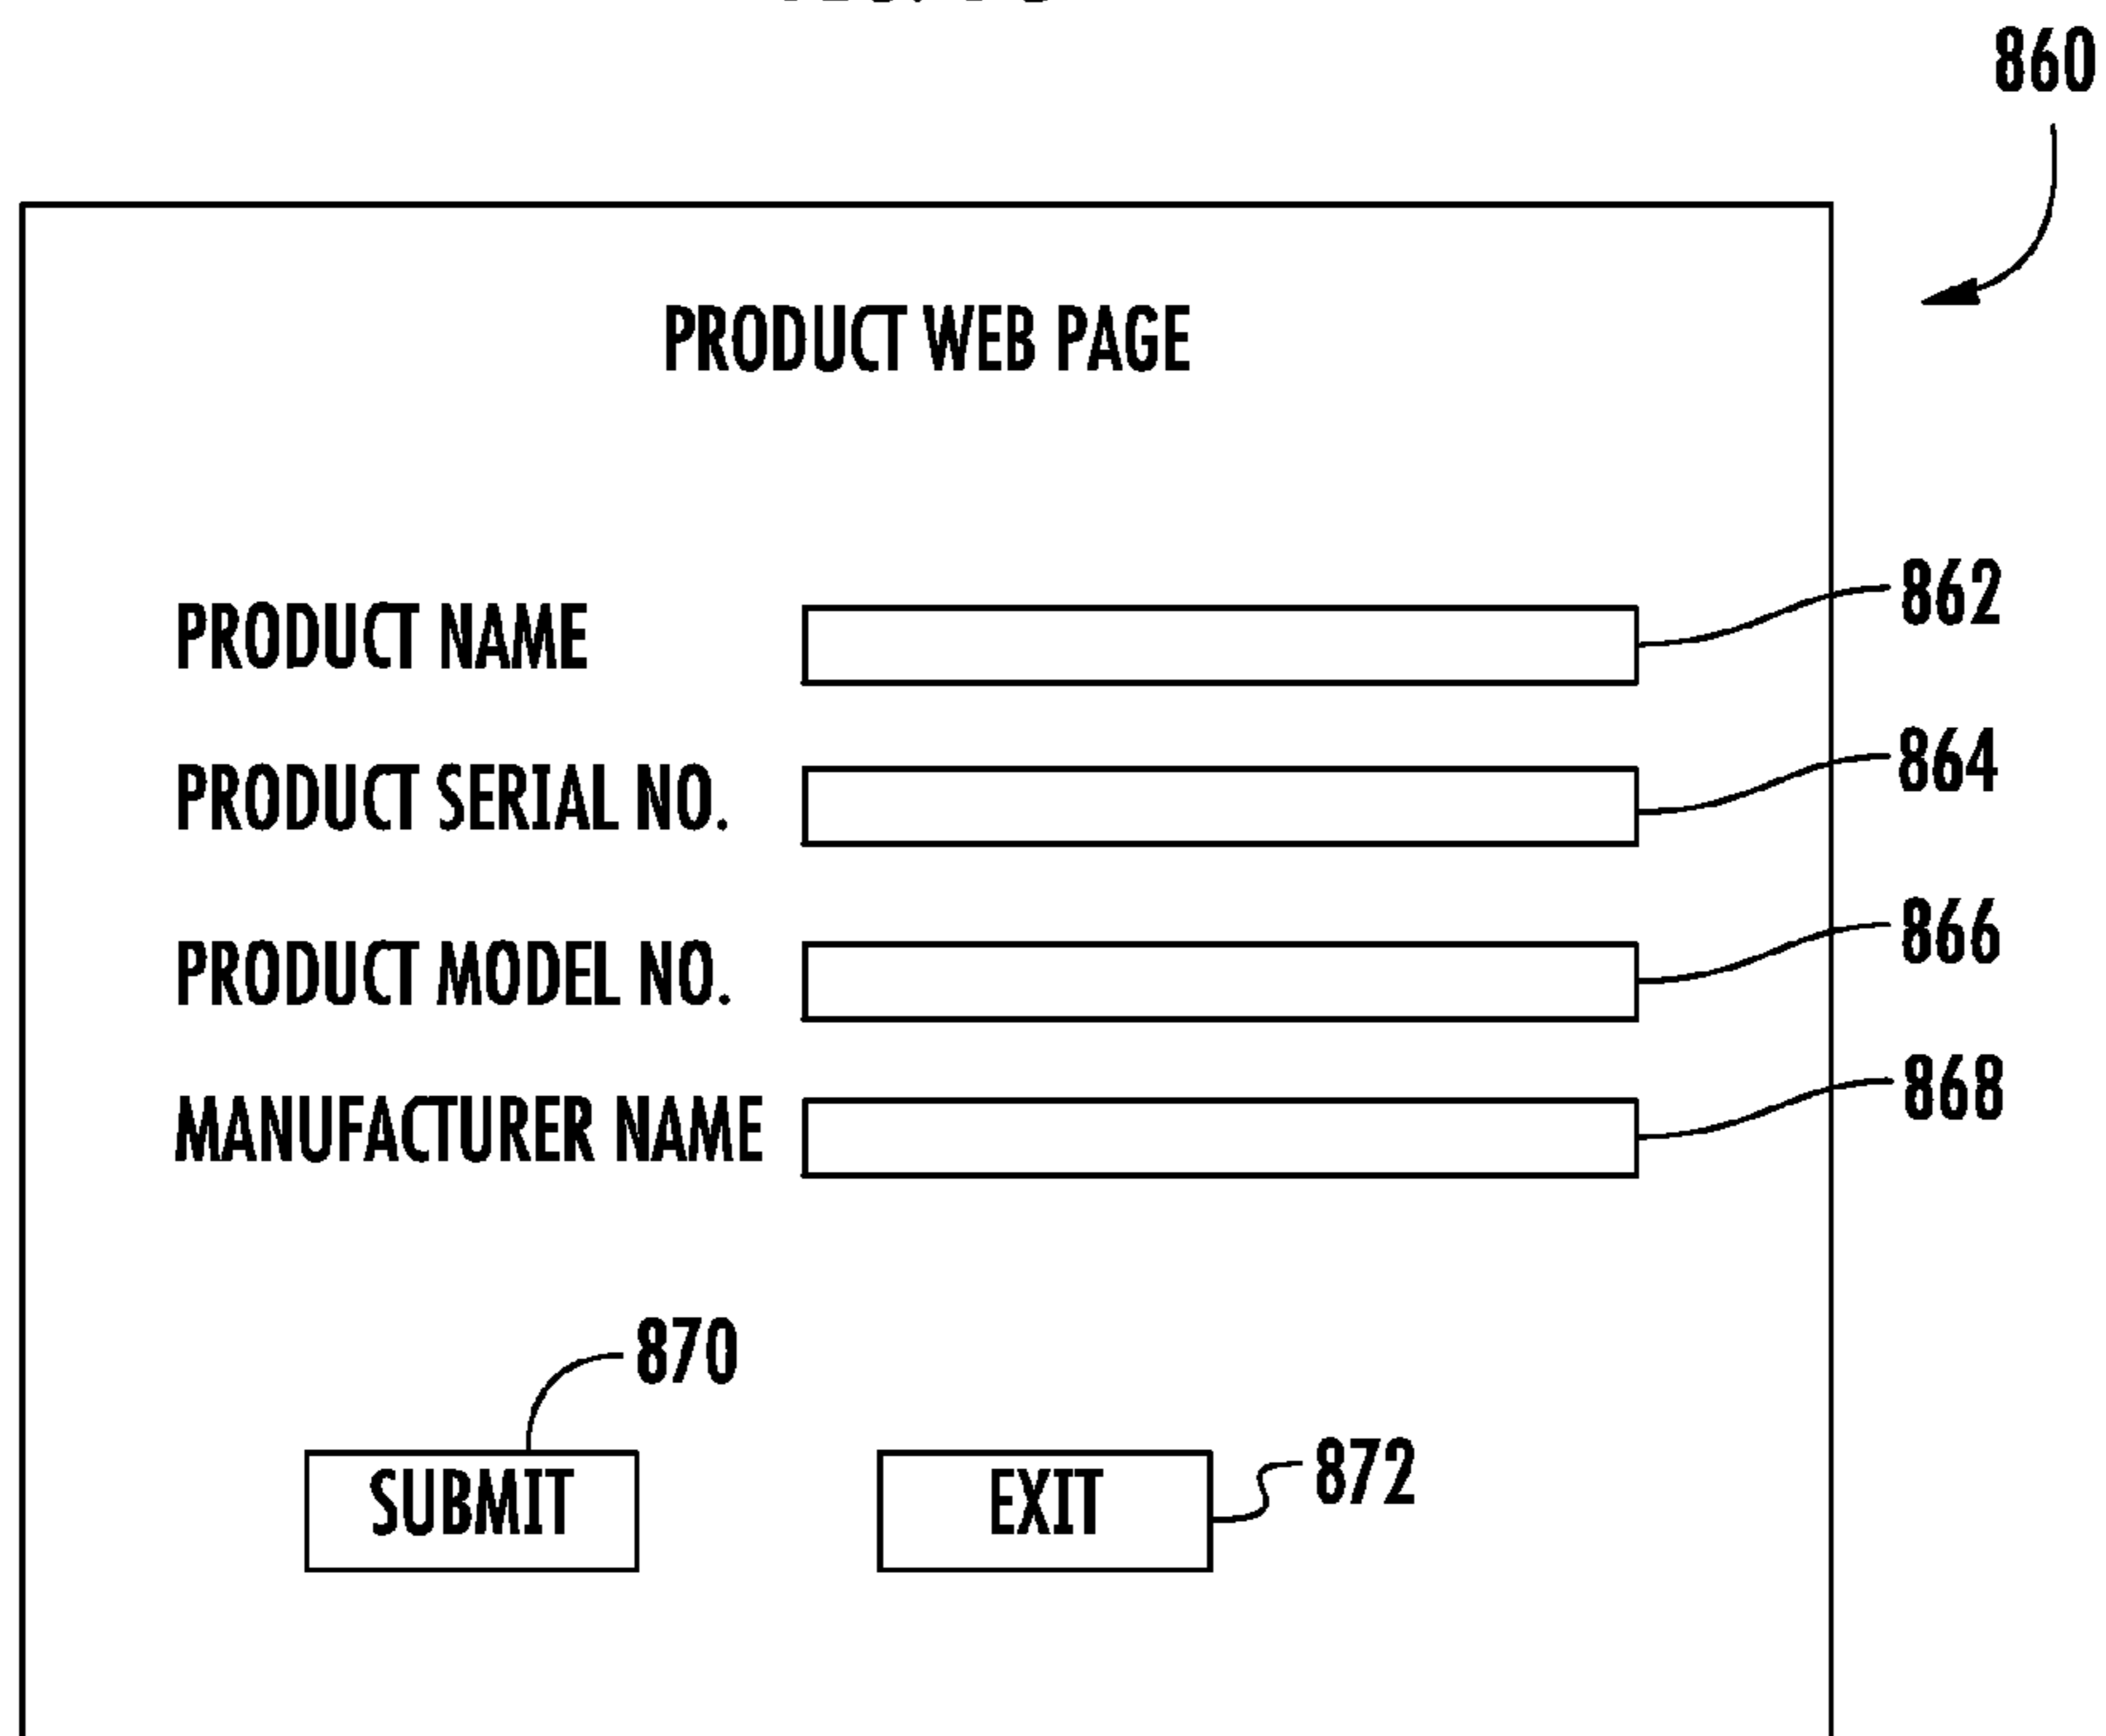 860
PRODUCT WEB PAGE
PRODUCT NAME 862
PRODUCT SERIAL NO. 864
PRODUCT MODEL NO. 866
MANUFACTURER NAME 868
870
SUBMIT EXIT 872